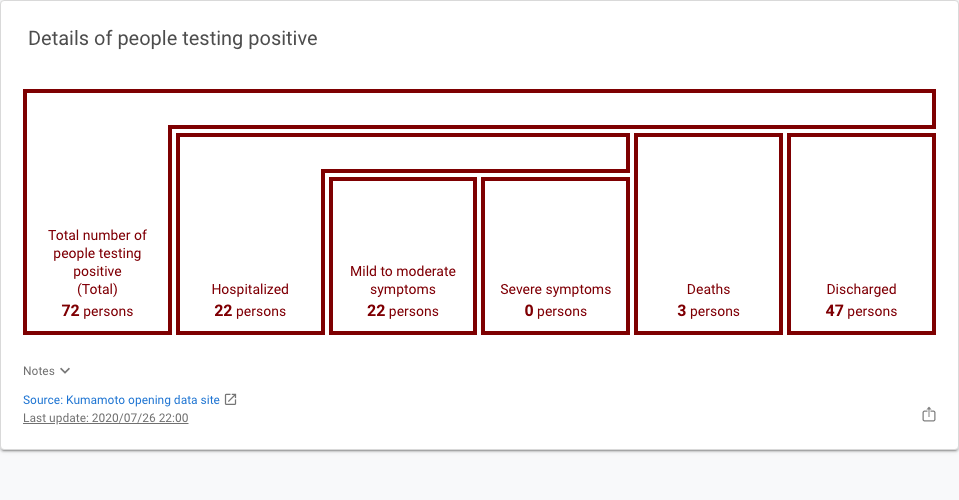 Details of people testing positive
Total number of
people testing
positive
(Total)
72 persons
Hospitalized
22 persons
Mild to moderate
symptoms
22 persons
Severe symptoms
0 persons
Deaths
3 persons
Discharged
47 persons
Notes
Source: Kumamoto opening data site
Last update: 2020/07/26 22:00